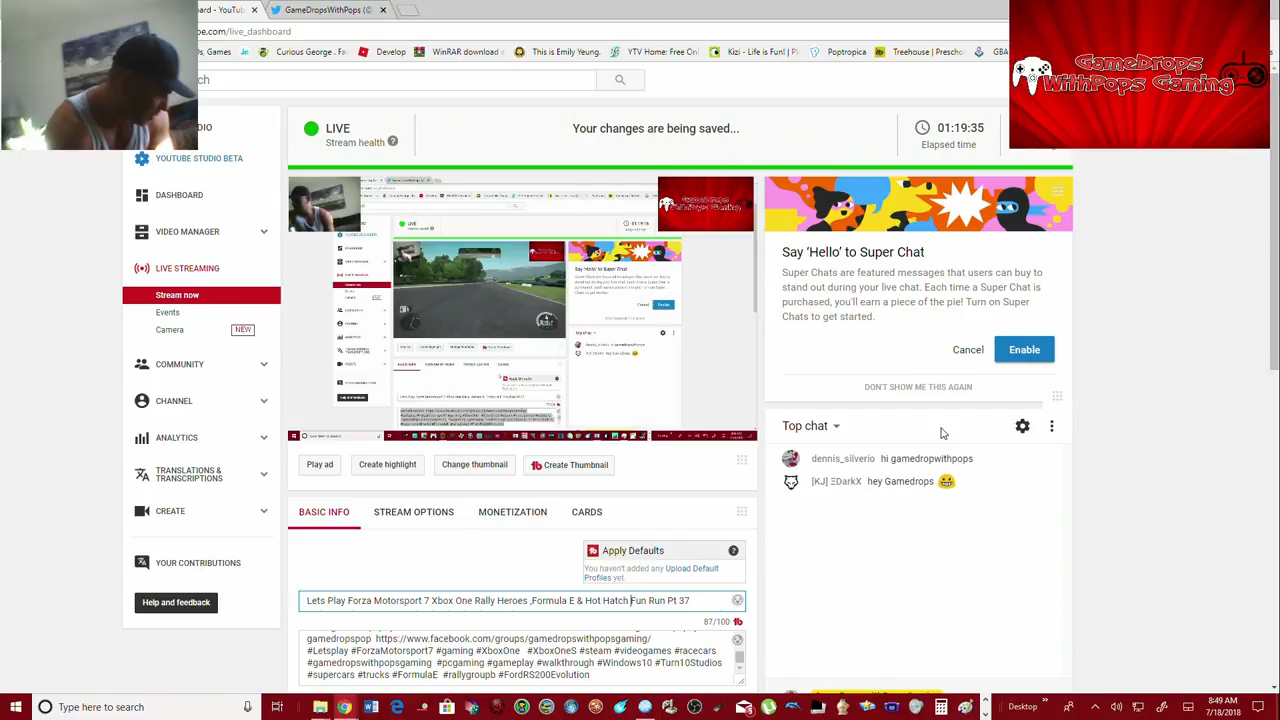 GameDropsWithPops (@
be.com/live_dashboard
Os, Games
Curious George. Fr
Develop
WinRAR download
This is Emily Yeung.
YTV Home: Free Onl
Kizi - Life is Fun! | Pl
Poptropica
Treehouse | Preschoo
GameDrops
WithPops Gaming
LIVE
Stream health
Your changes are being saved...
01:19:35
Elapsed time
YOUTUBE STUDIO BETA
DASHBOARD
VIDEO MANAGER
LIVE STREAMING
Stream now
Events
Camera
NEW
COMMUNITY
CHANNEL
ANALYTICS
TRANSLATIONS &
TRANSCRIPTIONS
CREATE
YOUR CONTRIBUTIONS
Help and feedback
Play ad
Create highlight
Change thumbnail
Create Thumbnail
BASIC INFO
STREAM OPTIONS
MONETIZATION
CARDS
Apply Defaults
You haven't added any Upload Default
Profiles yet.
Lets Play Forza Motorsport 7 Xbox One Rally Heroes ,Formula E & Hot Hatch Fun Run Pt 37
87/100
gamedropspop https://www.facebook.com/groups/gamedropswithpopsgaming/
#Letsplay #ForzaMotorsport7 #gaming #XboxOne #XboxOneS #steam #videogames #racecars
#gamedropswithpopsgaming #pcgaming #gameplay #walkthrough #Windows10 #Turn10Studios
#supercars #trucks #FormulaE #rallygroupb #FordRS200Evolution
Say 'Hello' to Super Chat
Super Chats are featured messages that users can buy to
stand out during your live chat. Each time a Super Chat is
purchased, you'll earn a piece of the pie! Turn on Super
Chats to get started.
Cancel
Enable
DON'T SHOW ME THIS AGAIN
Top chat
dennis_silverio hi gamedropwithpops
[KJ] ΞDarkX hey Gamedrops
Type here to search
Desktop
8:49 AM
7/18/2018